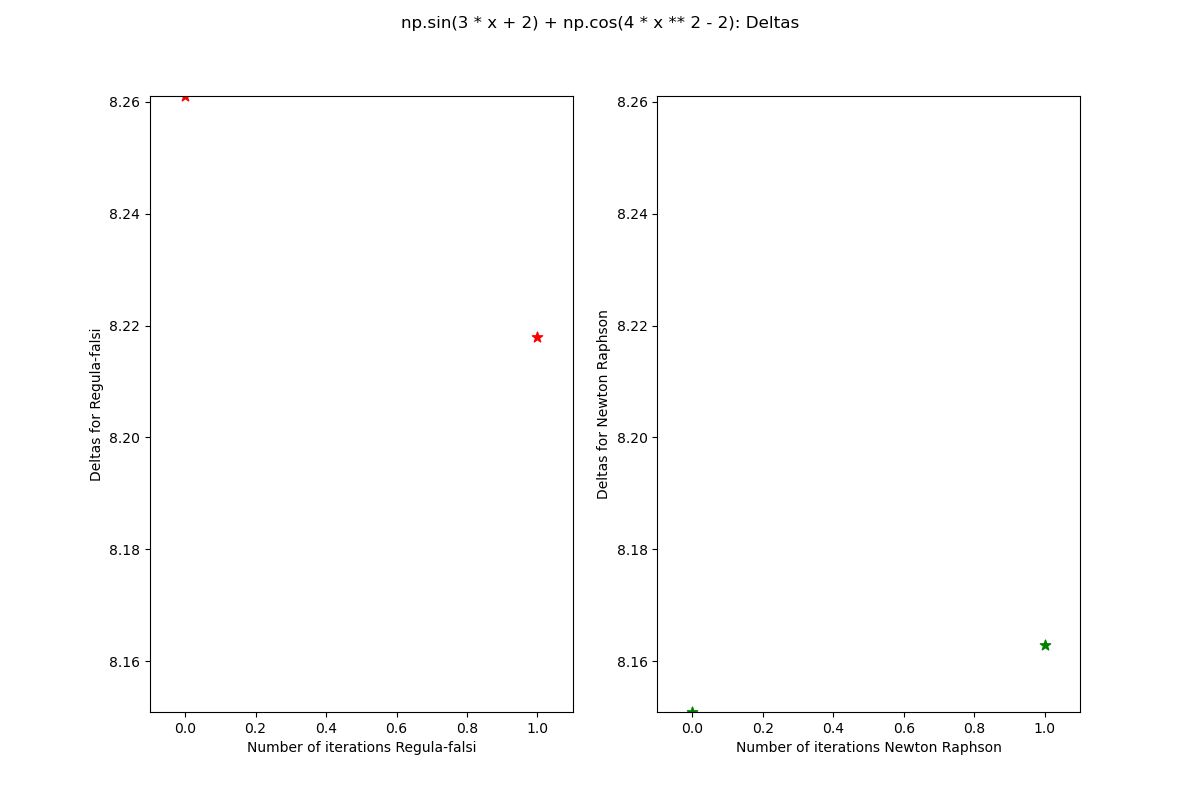 np.sin(3 * x + 2) + np.cos(4 * x ** 2 - 2): Deltas
Deltas for Regula-falsi
8.26
8.24
8.22
8.20
8.18
8.16
0.0 0.2 0.4 0.6 0.8 1.0
Number of iterations Regula-falsi
Deltas for Newton Raphson
8.26
8.24
8.22
8.20
8.18
8.16
0.0 0.2 0.4 0.6 0.8 1.0
Number of iterations Newton Raphson